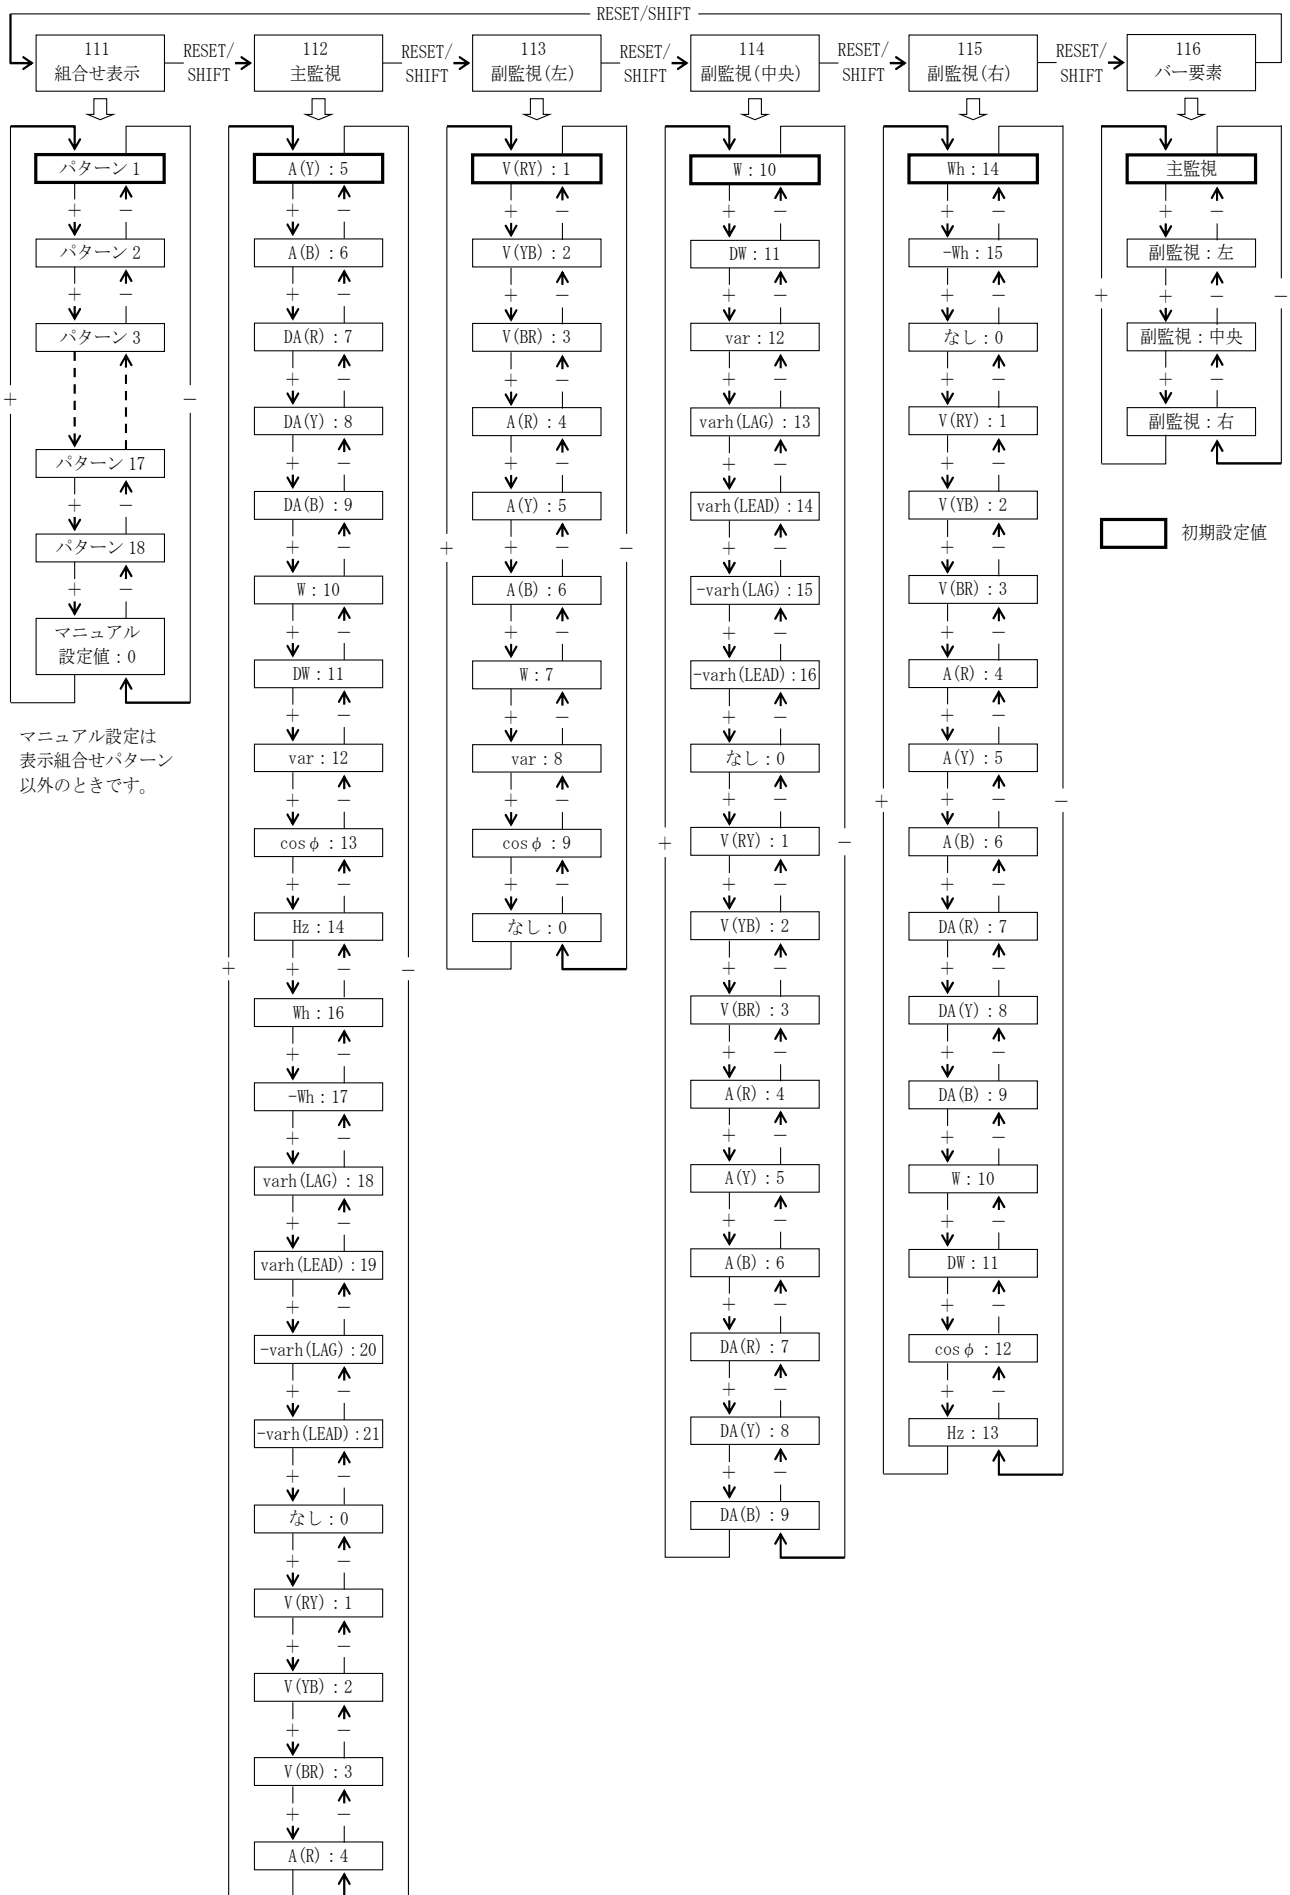 RESET/SHIFT
111
組合せ表示
RESET/
SHIFT
112
主監視
RESET/
SHIFT
113
副監視(左)
RESET/
SHIFT
114
副監視(中央)
RESET/
SHIFT
115
副監視(右)
RESET/
SHIFT
116
バー要素
パターン 1
+ −
パターン 2
+ −
パターン 3
+ −
パターン 17
+ −
パターン 18
+ −
マニュアル
設定値:0
マニュアル設定は
表示組合せパターン
以外のときです。
A(Y):5
+ −
A(B):6
+ −
DA(R):7
+ −
DA(Y):8
+ −
DA(B):9
+ −
W:10
+ −
DW:11
+ −
var:12
+ −
cosφ:13
+ −
Hz:14
+ + − −
Wh:16
+ −
-Wh:17
+ −
varh(LAG):18
+ −
varh(LEAD):19
+ −
-varh(LAG):20
+ −
-varh(LEAD):21
+ −
なし:0
+ −
V(RY):1
+ −
V(YB):2
+ −
V(BR):3
+ −
A(R):4
V(RY):1
+ −
V(YB):2
+ −
V(BR):3
+ −
A(R):4
+ −
A(Y):5
+ + − −
A(B):6
+ −
W:7
+ −
var:8
+ −
cosφ:9
+ −
なし:0
W:10
+ −
DW:11
+ −
var:12
+ −
varh(LAG):13
+ −
varh(LEAD):14
+ −
-varh(LAG):15
+ −
-varh(LEAD):16
+ −
なし:0
+ −
+ V(RY):1 −
+ −
V(YB):2
+ −
V(BR):3
+ −
A(R):4
+ −
A(Y):5
+ −
A(B):6
+ −
DA(R):7
+ −
DA(Y):8
+ −
DA(B):9
Wh:14
+ −
-Wh:15
+ −
なし:0
+ −
V(RY):1
+ −
V(YB):2
+ −
V(BR):3
+ −
A(R):4
+ −
A(Y):5
+ + − −
A(B):6
+ −
DA(R):7
+ −
DA(Y):8
+ −
DA(B):9
+ −
W:10
+ −
DW:11
+ −
cosφ:12
+ −
Hz:13
主監視
+ −
副監視:左
+ + − −
副監視:中央
+ −
副監視:右
初期設定値